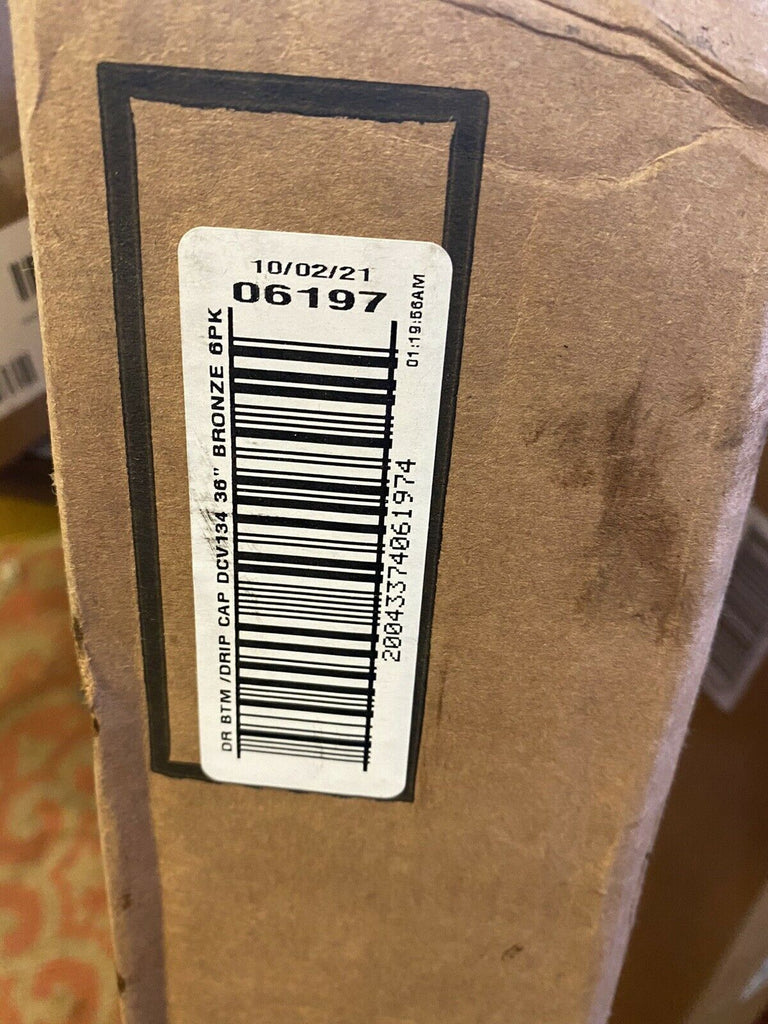 10/02/21
06197
01:19:56AM
DR BTM /DRIP CAP DCV134 36" BRONZE 6PK
20043374061974